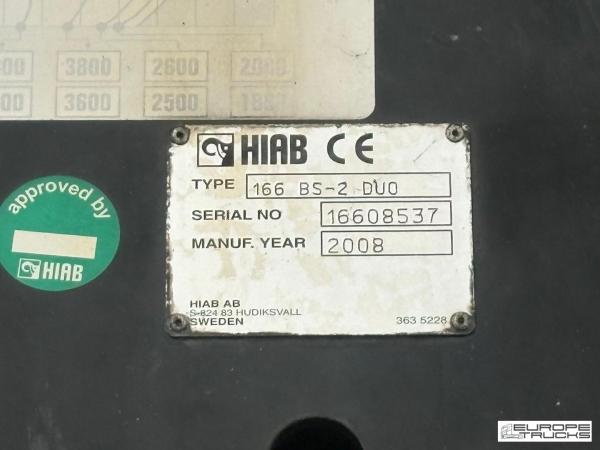 3800 2600
3600 2500
HIAB CE
TYPE 166 BS-2 DUO
SERIAL NO 16608537
MANUF. YEAR 2008
HIAB AB
S-824 83 HUDIKSVALL
SWEDEN 363 5228
approved by
HIAB
EUROPE
TRUCKS